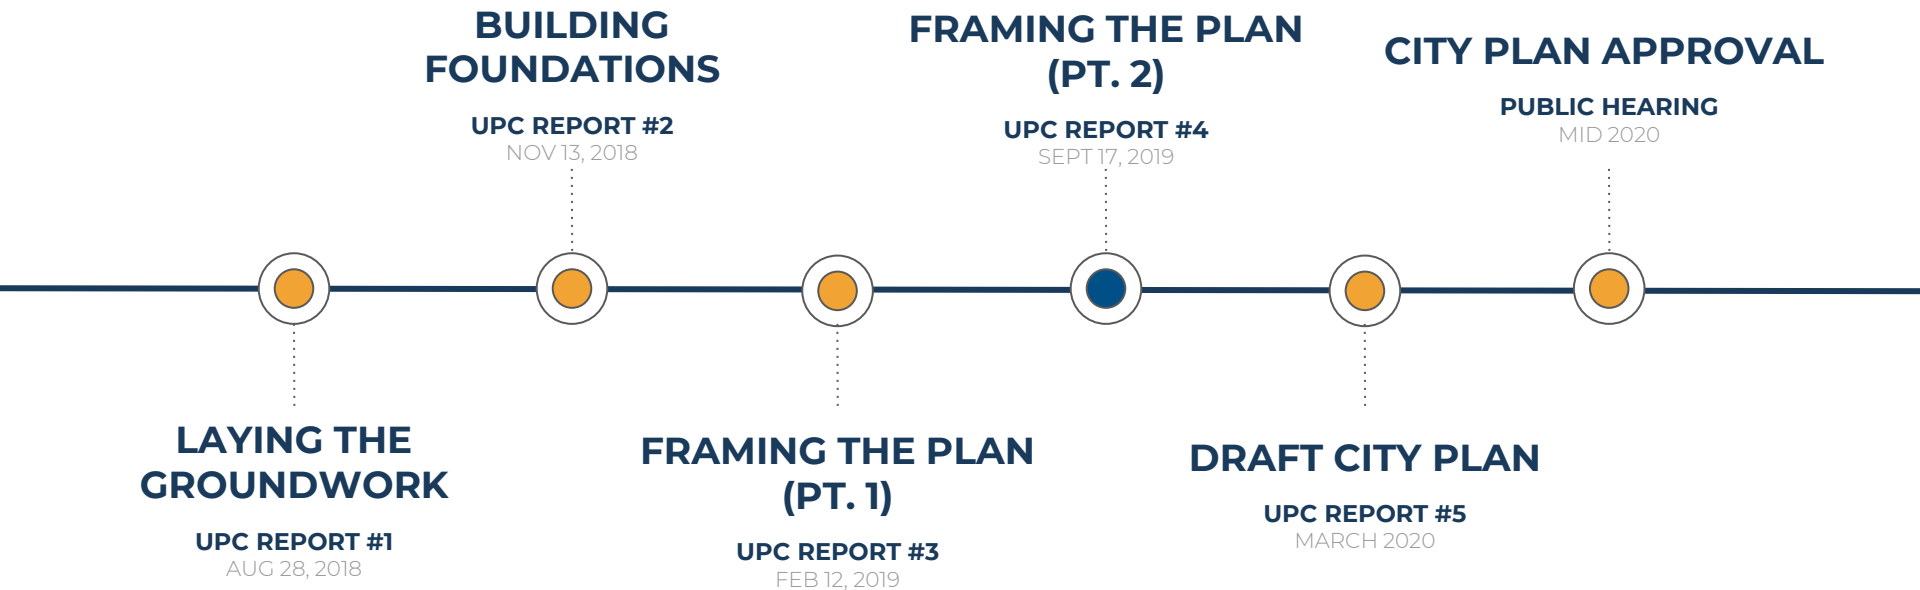 BUILDING
FOUNDATIONS
UPC REPORT #2
NOV 13, 2018
FRAMING THE PLAN
(PT. 2)
UPC REPORT #4
SEPT 17, 2019
CITY PLAN APPROVAL
PUBLIC HEARING
MID 2020
LAYING THE
GROUNDWORK
UPC REPORT #1
AUG 28, 2018
FRAMING THE PLAN
(PT. 1)
UPC REPORT #3
FEB 12, 2019
DRAFT CITY PLAN
UPC REPORT #5
MARCH 2020